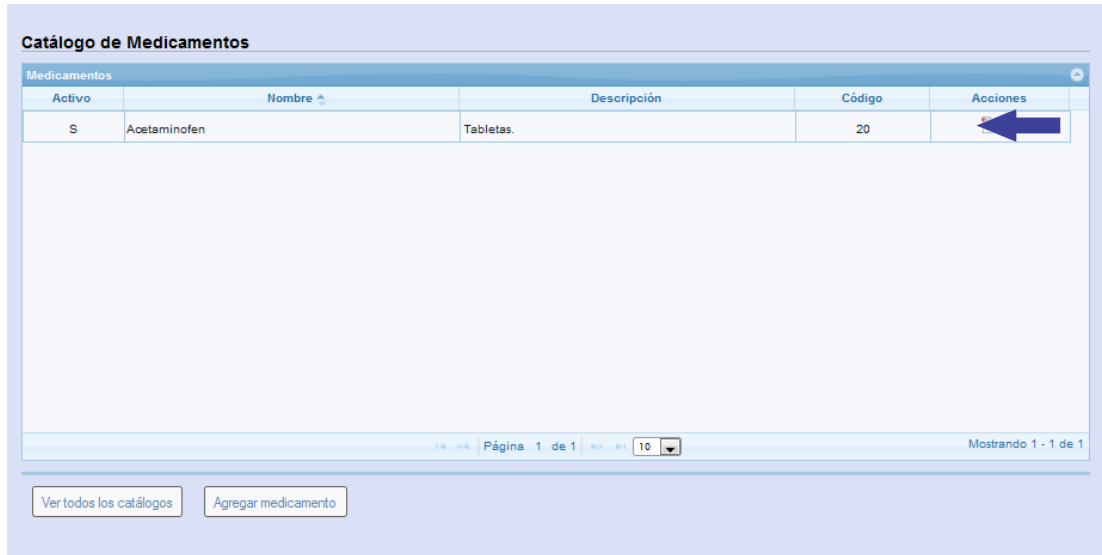 Catálogo de Medicamentos
Medicamentos
Activo Nombre Descripción Código Acciones
S Acetaminofen Tabletas. 20
Página 1 de 1 10 Mostrando 1 - 1 de 1
Ver todos los catálogos Agregar medicamento